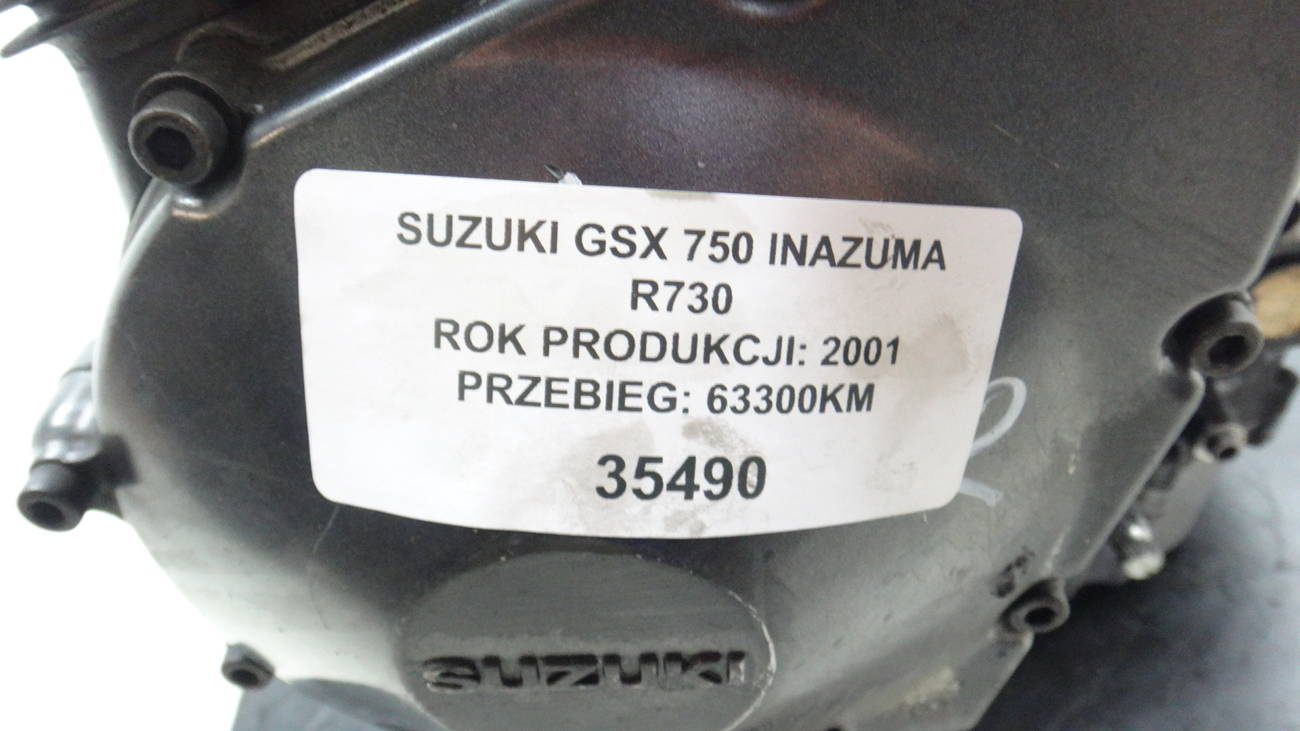 SUZUKI GSX 750 INAZUMA
R730
ROK PRODUKCJI: 2001
PRZEBIEG: 63300KM
35490
SUZUKI